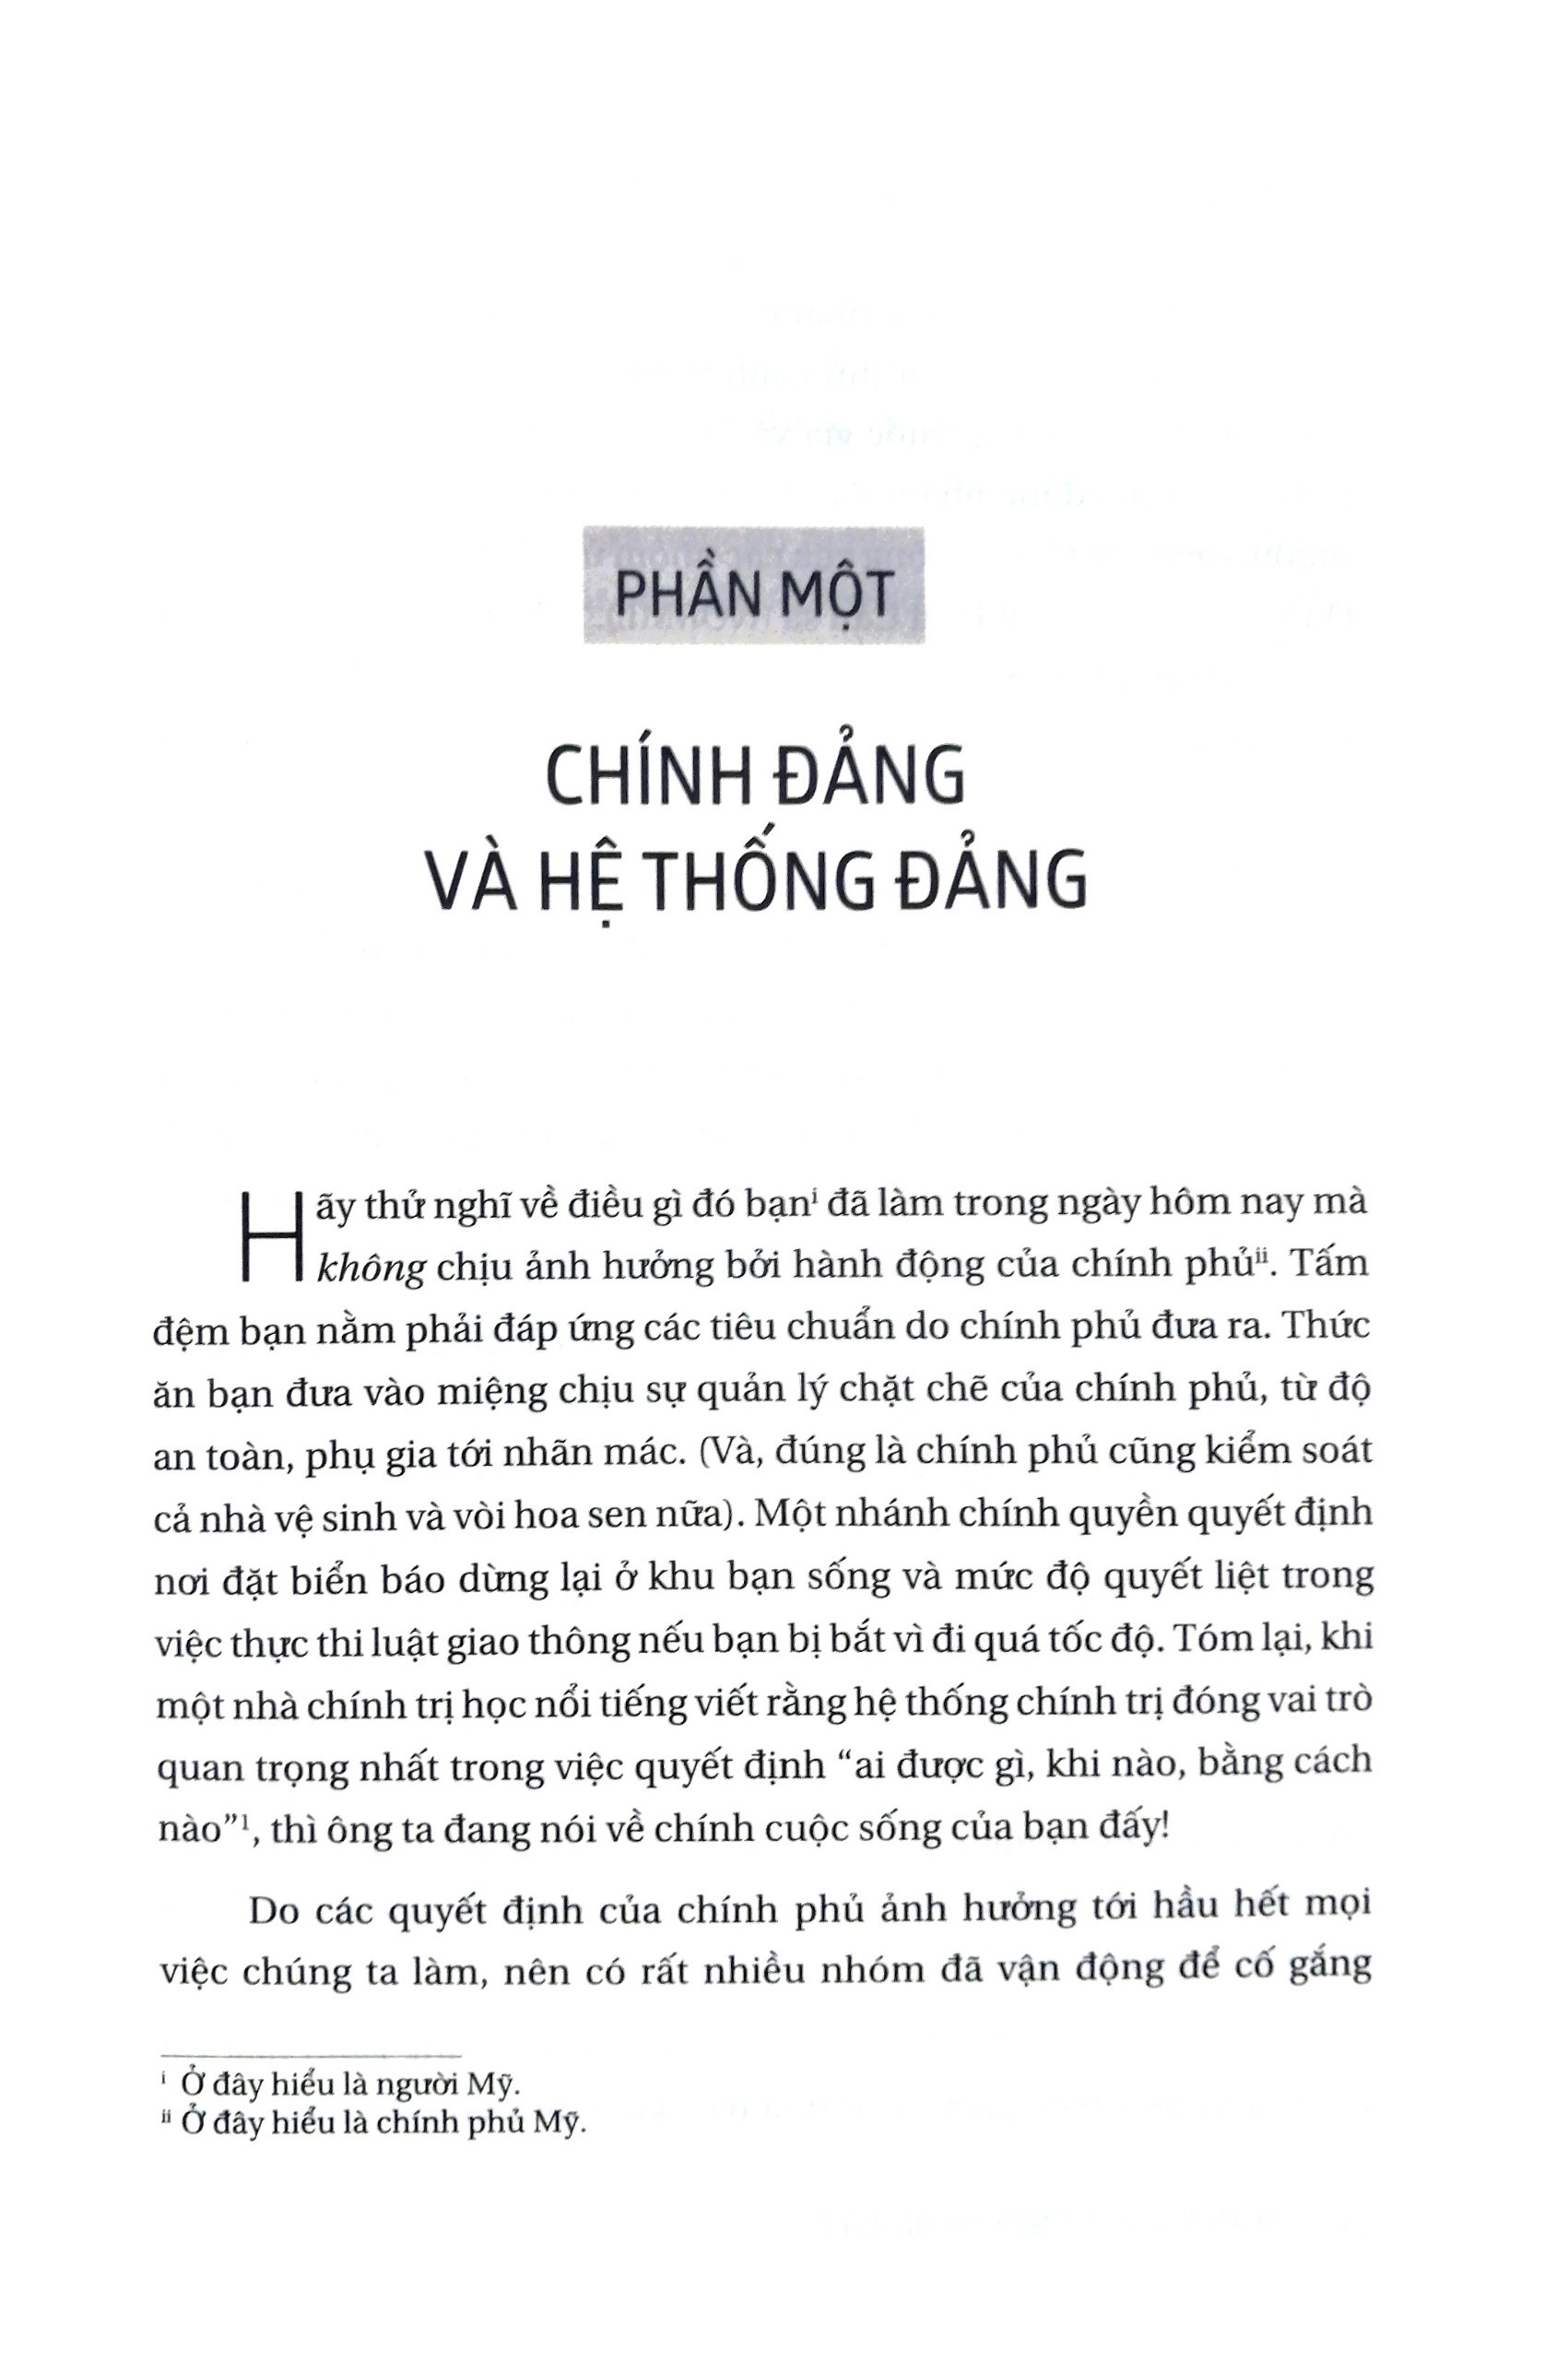 PHẦN MỘT
CHÍNH ĐẢNG
VÀ HỆ THỐNG ĐẢNG
Hãy thử nghĩ về điều gì đó bạnⁱ đã làm trong ngày hôm nay mà
không chịu ảnh hưởng bởi hành động của chính phủⁱⁱ. Tấm
đệm bạn nằm phải đáp ứng các tiêu chuẩn do chính phủ đưa ra. Thức
ăn bạn đưa vào miệng chịu sự quản lý chặt chẽ của chính phủ, từ độ
an toàn, phụ gia tới nhãn mác. (Và, đúng là chính phủ cũng kiểm soát
cả nhà vệ sinh và vòi hoa sen nữa). Một nhánh chính quyền quyết định
nơi đặt biển báo dừng lại ở khu bạn sống và mức độ quyết liệt trong
việc thực thi luật giao thông nếu bạn bị bắt vì đi quá tốc độ. Tóm lại, khi
một nhà chính trị học nổi tiếng viết rằng hệ thống chính trị đóng vai trò
quan trọng nhất trong việc quyết định “ai được gì, khi nào, bằng cách
nào”¹, thì ông ta đang nói về chính cuộc sống của bạn đấy!
Do các quyết định của chính phủ ảnh hưởng tới hầu hết mọi
việc chúng ta làm, nên có rất nhiều nhóm đã vận động để cố gắng
ⁱ Ở đây hiểu là người Mỹ.
ⁱⁱ Ở đây hiểu là chính phủ Mỹ.